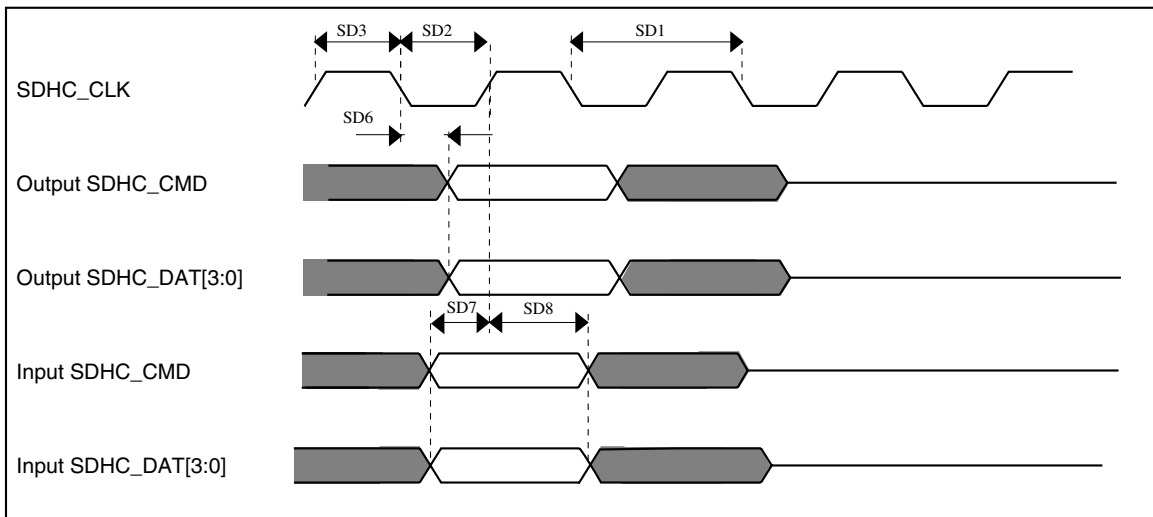 SD3 SD2 SD1
SDHC_CLK
SD6
Output SDHC_CMD
Output SDHC_DAT[3:0]
SD7 SD8
Input SDHC_CMD
Input SDHC_DAT[3:0]